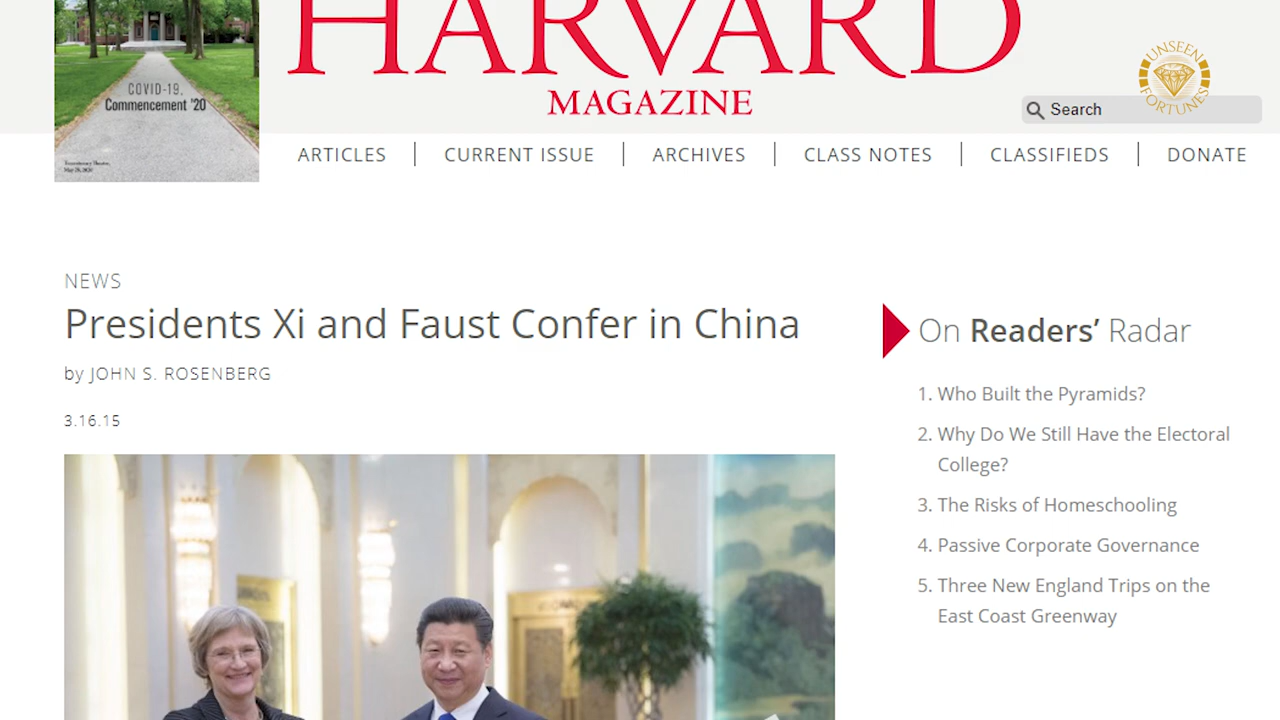 HARVARD
MAGAZINE
COVID-19,
Commencement '20
UNSEEN
FORTUNES
Search
ARTICLES | CURRENT ISSUE | ARCHIVES | CLASS NOTES | CLASSIFIEDS | DONATE
NEWS
Presidents Xi and Faust Confer in China
by JOHN S. ROSENBERG
3.16.15
On Readers’ Radar
1. Who Built the Pyramids?
2. Why Do We Still Have the Electoral
College?
3. The Risks of Homeschooling
4. Passive Corporate Governance
5. Three New England Trips on the
East Coast Greenway